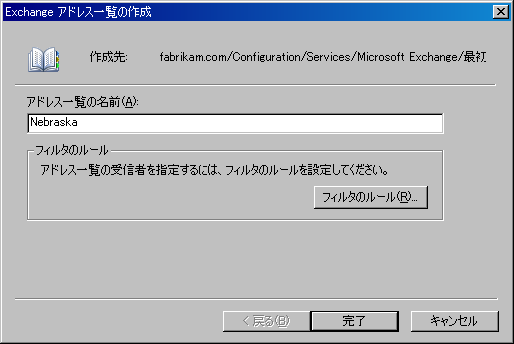 Exchange アドレス一覧の作成
作成先: fabrikam.com/Configuration/Services/Microsoft Exchange/最初
アドレス一覧の名前(A):
Nebraska
フィルタのルール
アドレス一覧の受信者を指定するには、フィルタのルールを設定してください。
フィルタのルール(R)...
< 戻る(B) 完了 キャンセル